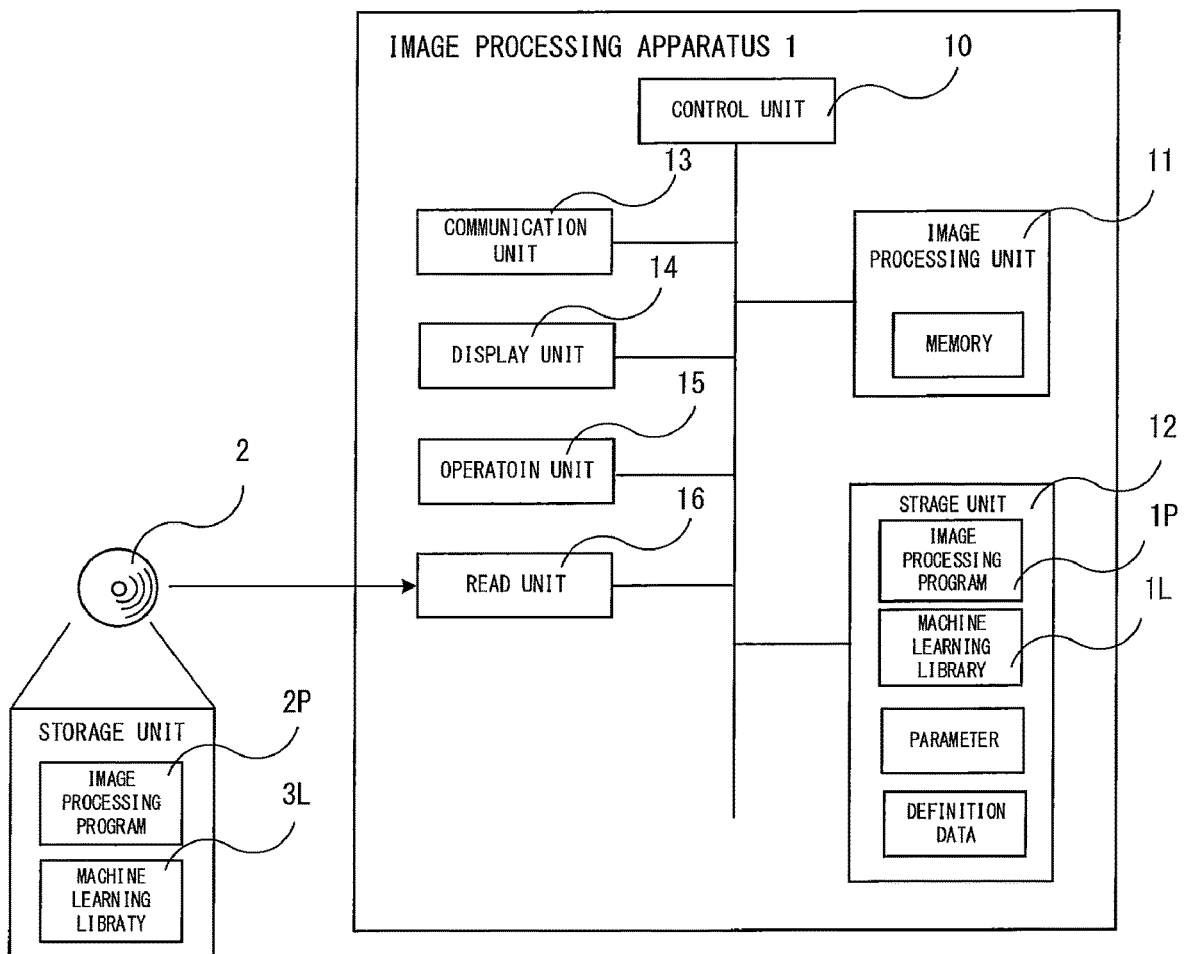 IMAGE PROCESSING APPARATUS 1
10
CONTROL UNIT
13
COMMUNICATION
UNIT
11
IMAGE
PROCESSING UNIT
MEMORY
14
DISPLAY UNIT
15
OPERATOIN UNIT
12
STRAGE UNIT
1P
IMAGE
PROCESSING
PROGRAM
1L
MACHINE
LEARNING
LIBRARY
PARAMETER
DEFINITION
DATA
16
READ UNIT
2
STORAGE UNIT
2P
IMAGE
PROCESSING
PROGRAM
3L
MACHINE
LEARNING
LIBRATY